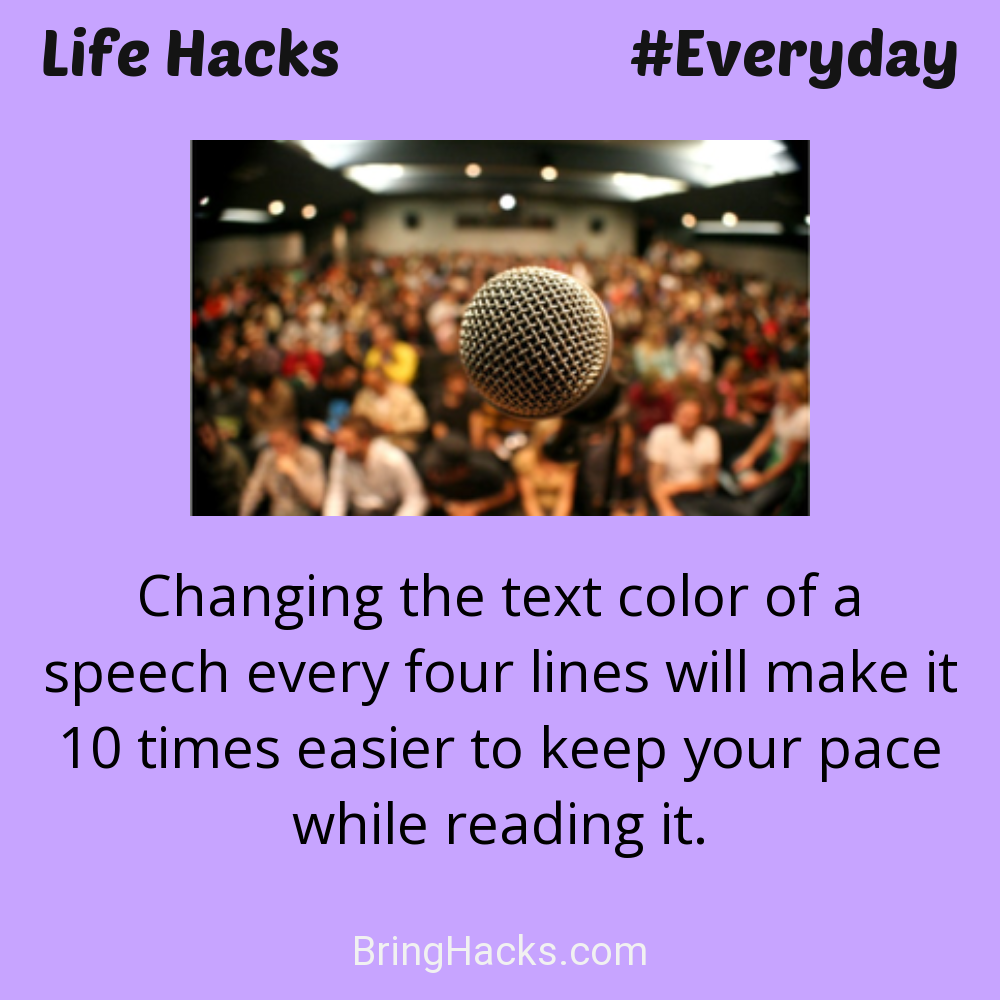 Life Hacks #Everyday
Changing the text color of a
speech every four lines will make it
10 times easier to keep your pace
while reading it.
BringHacks.com